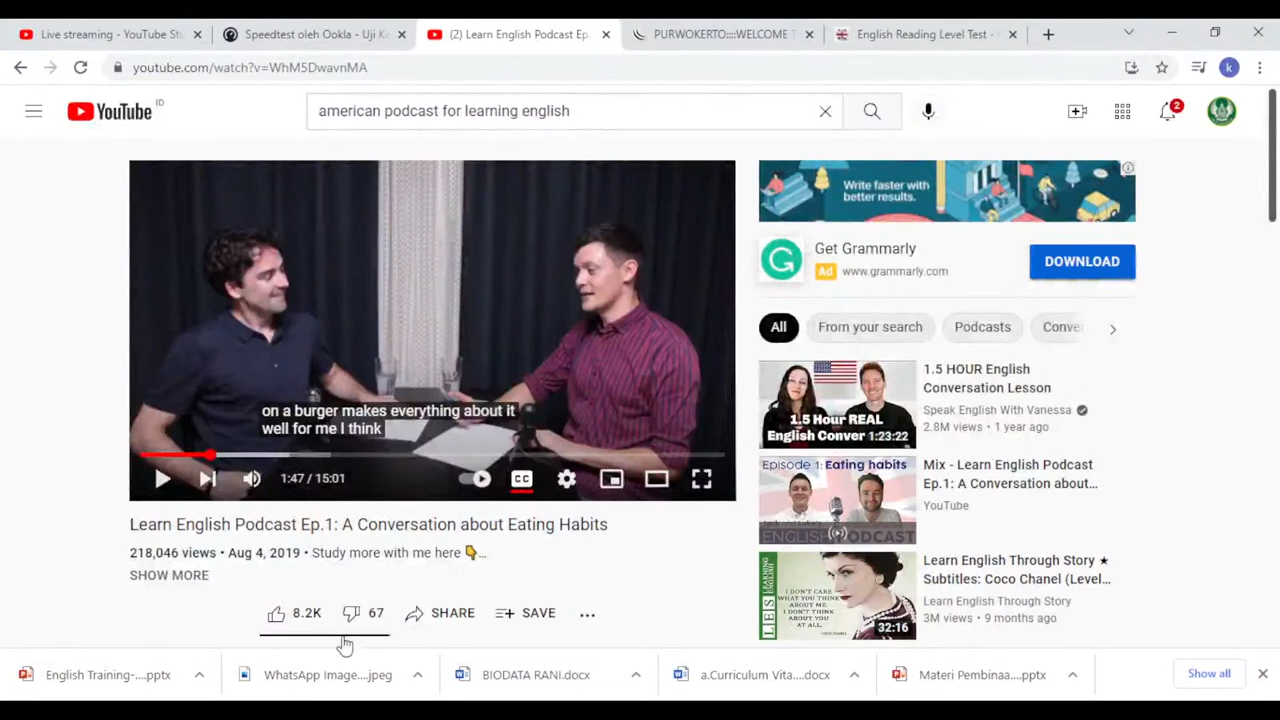 Live streaming - YouTube Stu
Speedtest oleh Ookla - Uji Ke
(2) Learn English Podcast Ep.
PURWOKERTO::::WELCOME T
English Reading Level Test -
youtube.com/watch?v=WhM5DwavnMA
k
YouTube ID
american podcast for learning english
2
on a burger makes everything about it
well for me I think
1:47 / 15:01
CC
Learn English Podcast Ep.1: A Conversation about Eating Habits
218,046 views • Aug 4, 2019 • Study more with me here 👇...
SHOW MORE
8.2K
67
SHARE
SAVE
Write faster with
better results.
Get Grammarly
Ad www.grammarly.com
DOWNLOAD
All
From your search
Podcasts
Conver
1.5 Hour REAL
English Conver
1:23:22
1.5 HOUR English
Conversation Lesson
Speak English With Vanessa
2.8M views • 1 year ago
Episode 1: Eating habits
ENGLISH PODCAST
Mix - Learn English Podcast
Ep.1: A Conversation about...
YouTube
LES LEARNING ENGLISH
I DON'T CARE
WHAT YOU THINK
ABOUT ME.
I DON'T THINK
ABOUT YOU
AT ALL.
32:16
Learn English Through Story ★
Subtitles: Coco Chanel (Level...
Learn English Through Story
3M views • 9 months ago
English Training-....pptx
WhatsApp Image....jpeg
BIODATA RANI.docx
a.Curriculum Vita....docx
Materi Pembinaa....pptx
Show all